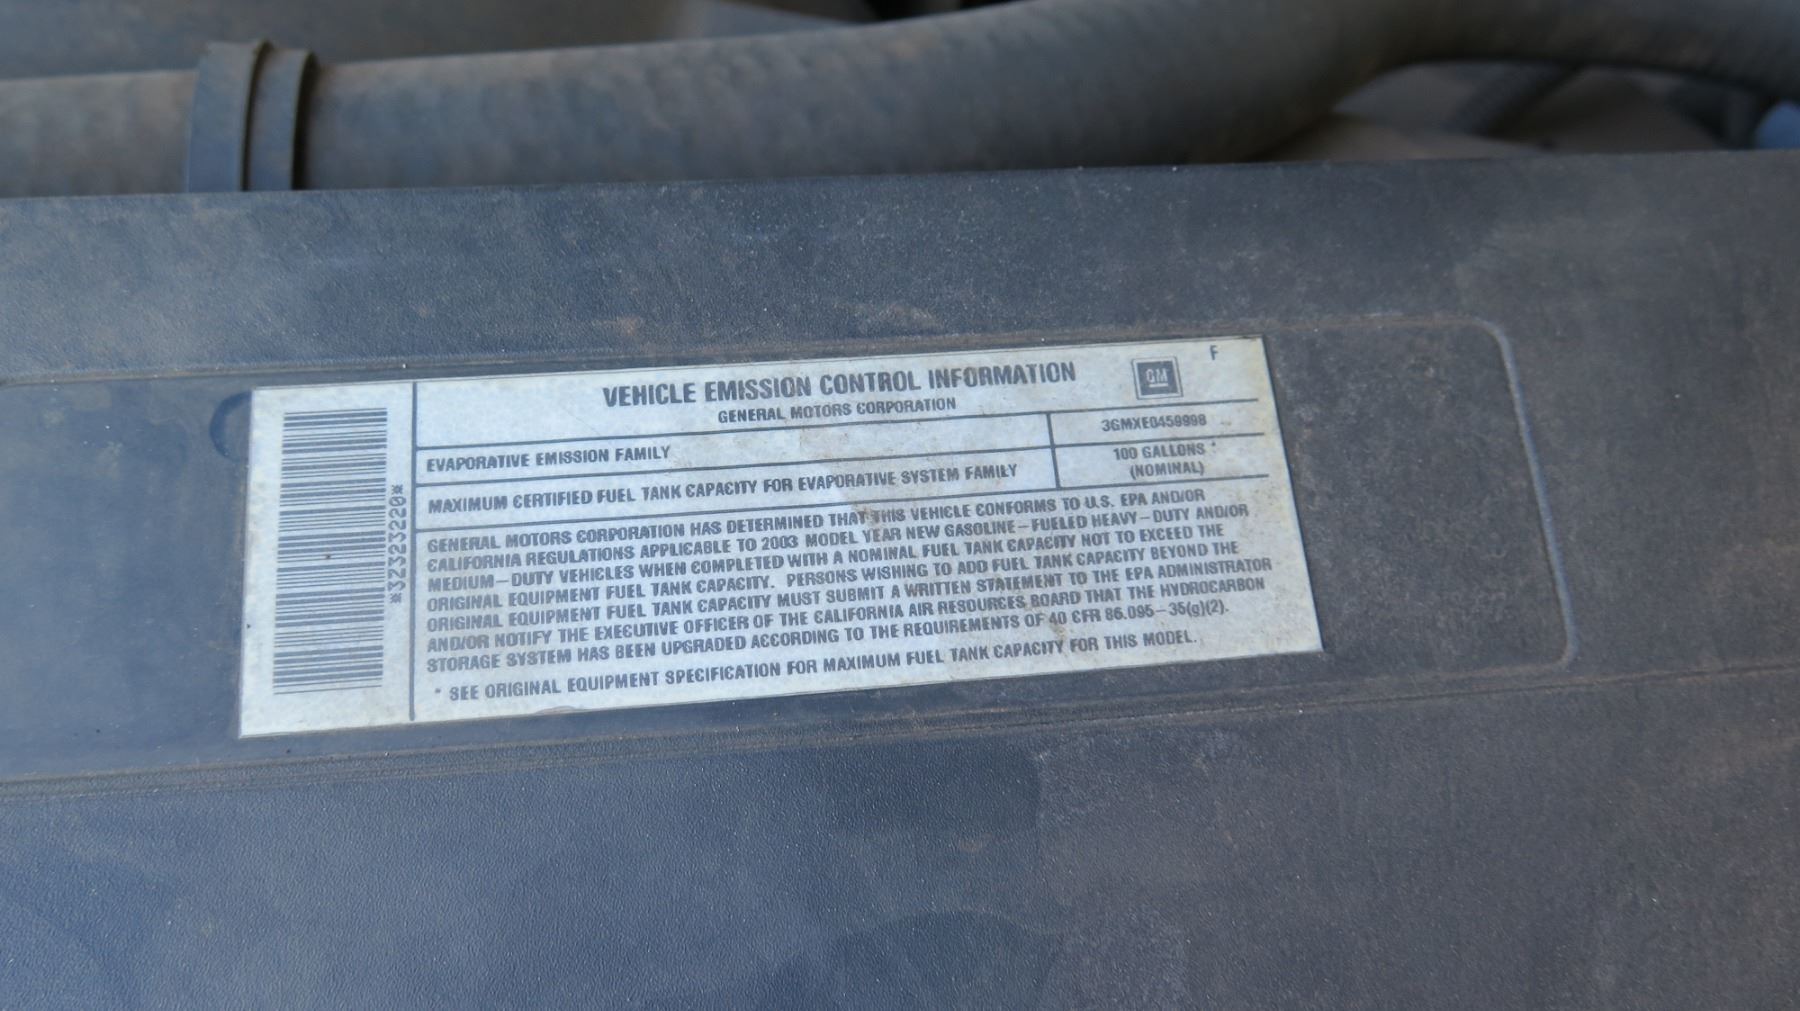 VEHICLE EMISSION CONTROL INFORMATION
GENERAL MOTORS CORPORATION
GM
F
EVAPORATIVE EMISSION FAMILY
3GMXE0459998
MAXIMUM CERTIFIED FUEL TANK CAPACITY FOR EVAPORATIVE SYSTEM FAMILY
100 GALLONS *
(NOMINAL)
GENERAL MOTORS CORPORATION HAS DETERMINED THAT THIS VEHICLE CONFORMS TO U.S. EPA AND/OR
CALIFORNIA REGULATIONS APPLICABLE TO 2003 MODEL YEAR NEW GASOLINE-FUELED HEAVY-DUTY AND/OR
MEDIUM-DUTY VEHICLES WHEN COMPLETED WITH A NOMINAL FUEL TANK CAPACITY NOT TO EXCEED THE
ORIGINAL EQUIPMENT FUEL TANK CAPACITY. PERSONS WISHING TO ADD FUEL TANK CAPACITY BEYOND THE
ORIGINAL EQUIPMENT FUEL TANK CAPACITY MUST SUBMIT A WRITTEN STATEMENT TO THE EPA ADMINISTRATOR
AND/OR NOTIFY THE EXECUTIVE OFFICER OF THE CALIFORNIA AIR RESOURCES BOARD THAT THE HYDROCARBON
STORAGE SYSTEM HAS BEEN UPGRADED ACCORDING TO THE REQUIREMENTS OF 40 CFR 86.095-35(g)(2).
* SEE ORIGINAL EQUIPMENT SPECIFICATION FOR MAXIMUM FUEL TANK CAPACITY FOR THIS MODEL.
*32323220*